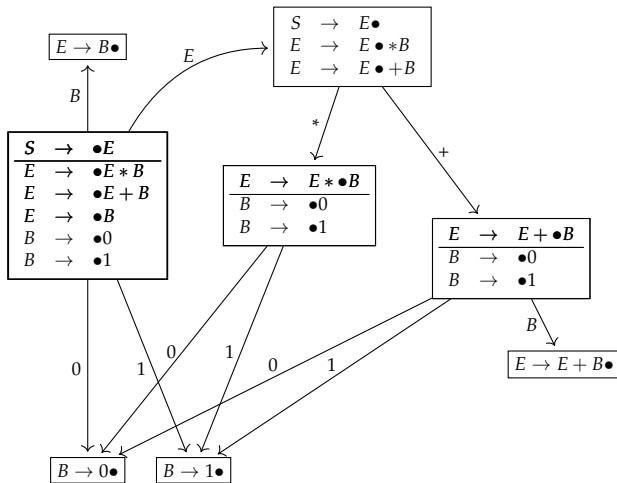 S → E●
E → E● ∗B
E → E● +B
E → B●
E
B
S → ●E
E → ●E ∗ B
E → ●E + B
E → ●B
B → ●0
B → ●1
∗
+
E → E ∗ ●B
B → ●0
B → ●1
E → E + ●B
B → ●0
B → ●1
B
E → E + B●
0
1
0
1
0
1
B → 0●
B → 1●